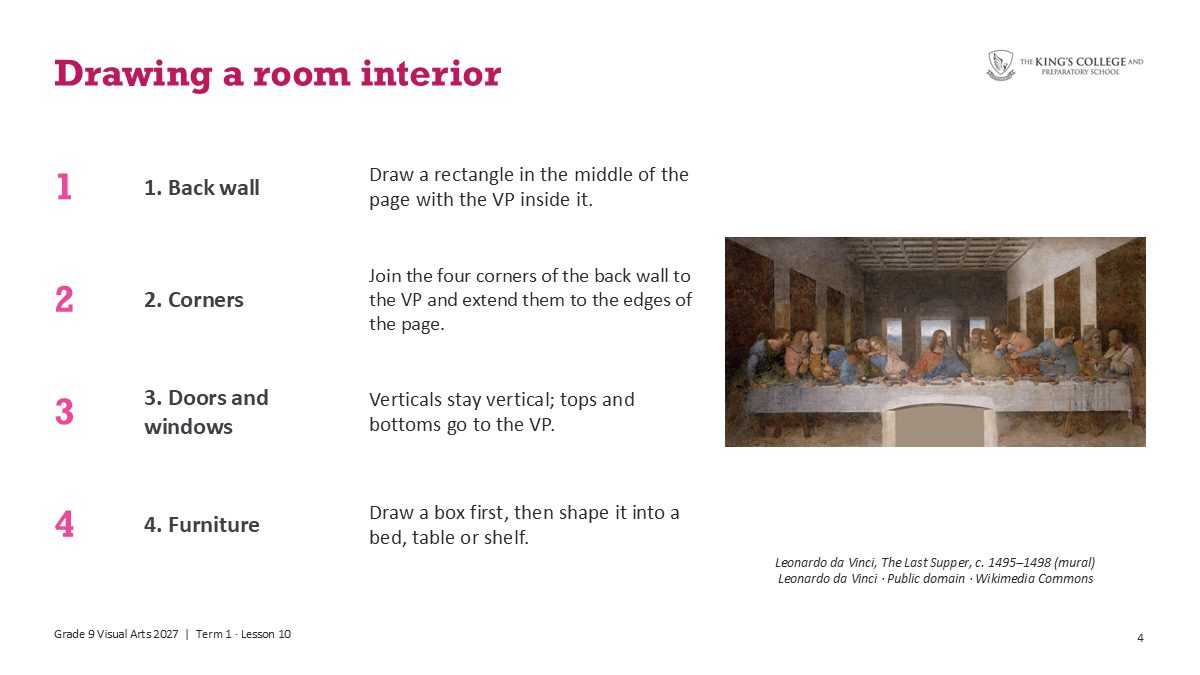 Drawing a room interior
THE KING'S COLLEGE AND
PREPARATORY SCHOOL
1
1. Back wall
Draw a rectangle in the middle of the
page with the VP inside it.
2
2. Corners
Join the four corners of the back wall to
the VP and extend them to the edges of
the page.
3
3. Doors and
windows
Verticals stay vertical; tops and
bottoms go to the VP.
4
4. Furniture
Draw a box first, then shape it into a
bed, table or shelf.
Leonardo da Vinci, The Last Supper, c. 1495–1498 (mural)
Leonardo da Vinci · Public domain · Wikimedia Commons
Grade 9 Visual Arts 2027 | Term 1 · Lesson 10
4